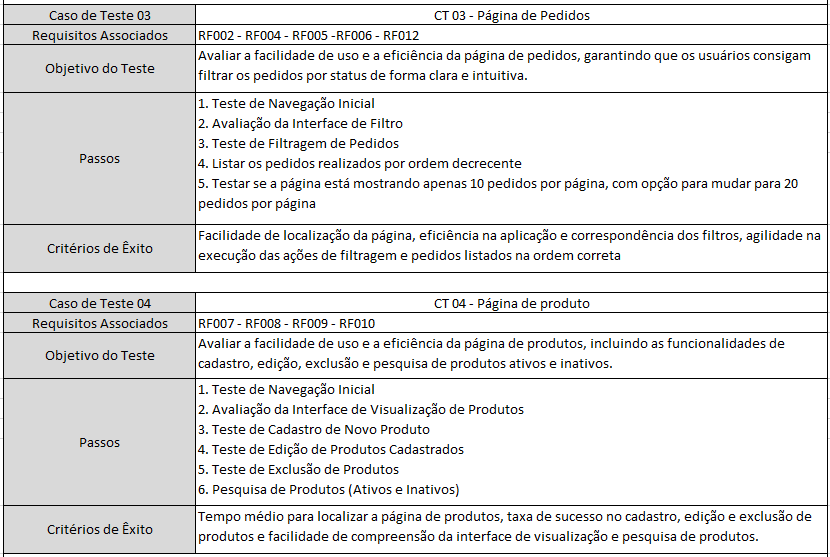 Caso de Teste 03 CT 03 - Página de Pedidos
Requisitos Associados RF002 - RF004 - RF005 -RF006 - RF012
Objetivo do Teste
Avaliar a facilidade de uso e a eficiência da página de pedidos, garantindo que os usuários consigam
filtrar os pedidos por status de forma clara e intuitiva.
Passos
1. Teste de Navegação Inicial
2. Avaliação da Interface de Filtro
3. Teste de Filtragem de Pedidos
4. Listar os pedidos realizados por ordem decrecente
5. Testar se a página está mostrando apenas 10 pedidos por página, com opção para mudar para 20
pedidos por página
Critérios de Êxito
Facilidade de localização da página, eficiência na aplicação e correspondência dos filtros, agilidade na
execução das ações de filtragem e pedidos listados na ordem correta
Caso de Teste 04 CT 04 - Página de produto
Requisitos Associados RF007 - RF008 - RF009 - RF010
Objetivo do Teste
Avaliar a facilidade de uso e a eficiência da página de produtos, incluindo as funcionalidades de
cadastro, edição, exclusão e pesquisa de produtos ativos e inativos.
Passos
1. Teste de Navegação Inicial
2. Avaliação da Interface de Visualização de Produtos
3. Teste de Cadastro de Novo Produto
4. Teste de Edição de Produtos Cadastrados
5. Teste de Exclusão de Produtos
6. Pesquisa de Produtos (Ativos e Inativos)
Critérios de Êxito
Tempo médio para localizar a página de produtos, taxa de sucesso no cadastro, edição e exclusão de
produtos e facilidade de compreensão da interface de visualização e pesquisa de produtos.